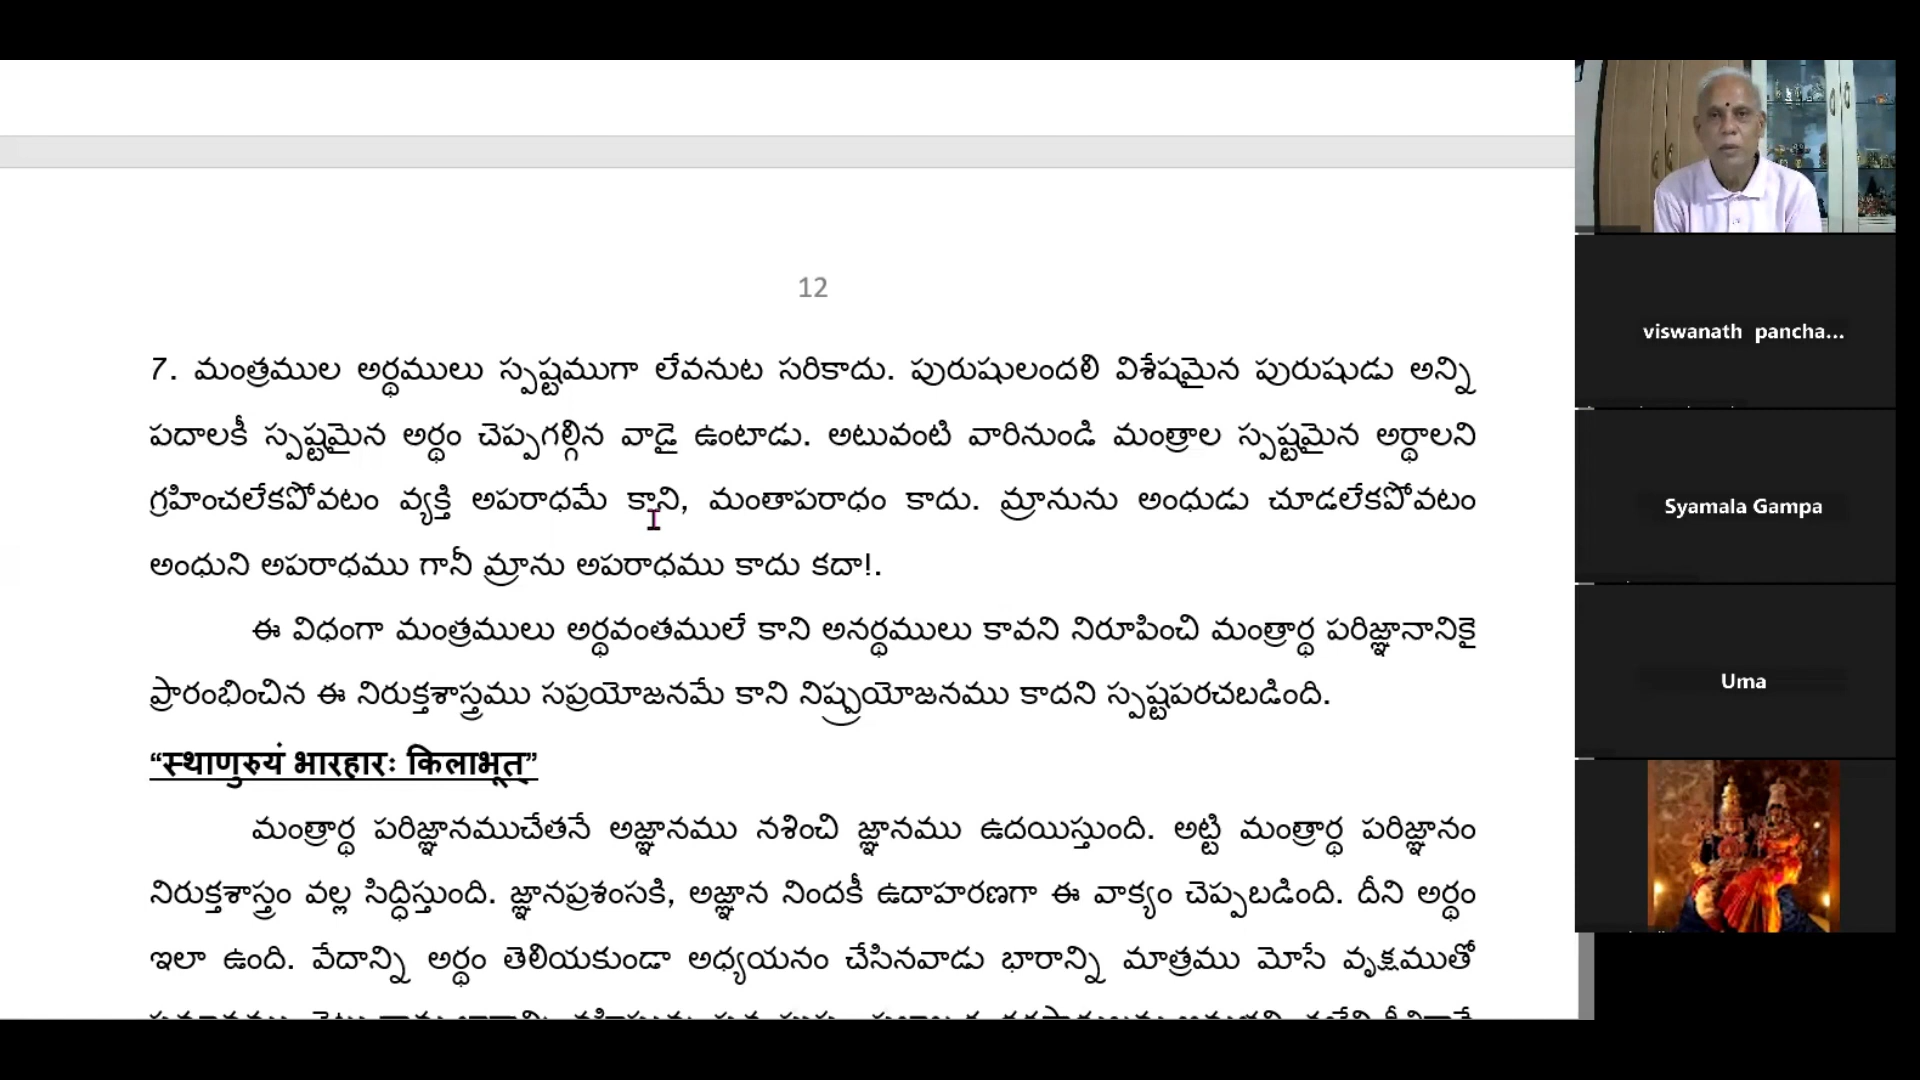 12
7. మంత్రముల అర్థములు స్పష్టముగా లేవనుట సరికాదు. పురుషులందలి విశేషమైన పురుషుడు అన్ని
పదాలకీ స్పష్టమైన అర్థం చెప్పగల్గిన వాడై ఉంటాడు. అటువంటి వారినుండి మంత్రాల స్పష్టమైన అర్థాలని
గ్రహించలేకపోవటం వ్యక్తి అపరాధమే కాని, మంతాపరాధం కాదు. మ్రానును అంధుడు చూడలేకపోవటం
అంధుని అపరాధము గానీ మ్రాను అపరాధము కాదు కదా!.
ఈ విధంగా మంత్రములు అర్థవంతములే కాని అనర్థములు కావని నిరూపించి మంత్రార్థ పరిజ్ఞానానికై
ప్రారంభించిన ఈ నిరుక్తశాస్త్రము సప్రయోజనమే కాని నిష్ప్రయోజనము కాదని స్పష్టపరచబడింది.
“स्थाणुरुयं भारहारः किलाभूत्”
మంత్రార్థ పరిజ్ఞానముచేతనే అజ్ఞానము నశించి జ్ఞానము ఉదయిస్తుంది. అట్టి మంత్రార్థ పరిజ్ఞానం
నిరుక్తశాస్త్రం వల్ల సిద్ధిస్తుంది. జ్ఞానప్రశంసకి, అజ్ఞాన నిందకీ ఉదాహరణగా ఈ వాక్యం చెప్పబడింది. దీని అర్థం
ఇలా ఉంది. వేదాన్ని అర్థం తెలియకుండా అధ్యయనం చేసినవాడు భారాన్ని మాత్రము మోసే వృక్షముతో
viswanath pancha...
Syamala Gampa
Uma